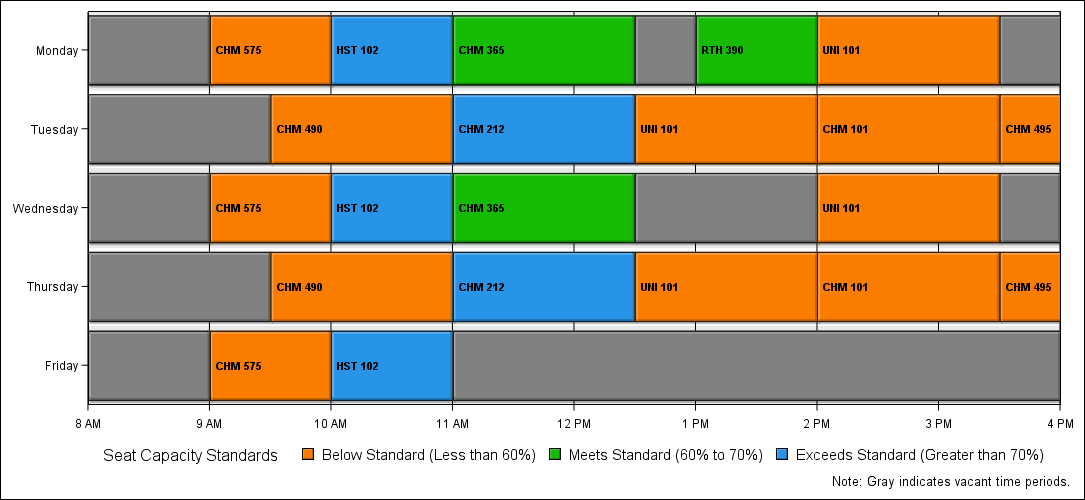 Monday CHM 575 HST 102 CHM 365 RTH 390 UNI 101
Tuesday CHM 490 CHM 212 UNI 101 CHM 101 CHM 495
Wednesday CHM 575 HST 102 CHM 365 UNI 101
Thursday CHM 490 CHM 212 UNI 101 CHM 101 CHM 495
Friday CHM 575 HST 102
8 AM 9 AM 10 AM 11 AM 12 PM 1 PM 2 PM 3 PM 4 PM
Seat Capacity Standards Below Standard (Less than 60%) Meets Standard (60% to 70%) Exceeds Standard (Greater than 70%)
Note: Gray indicates vacant time periods.